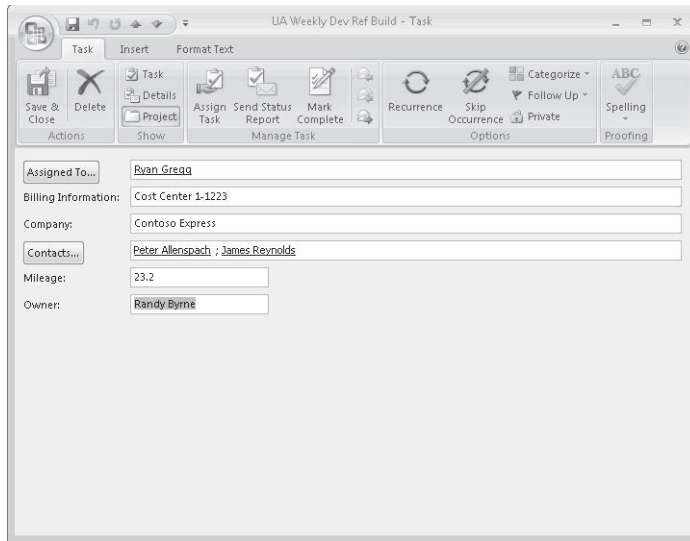 UA Weekly Dev Ref Build - Task
Task Insert Format Text
Save & Close
Delete
Actions
Task
Details
Project
Show
Assign Task
Send Status Report
Mark Complete
Manage Task
Recurrence
Skip Occurrence
Categorize
Follow Up
Private
Options
ABC
Spelling
Proofing
Assigned To... Ryan Gregg
Billing Information: Cost Center 1-1223
Company: Contoso Express
Contacts... Peter Allenspach ; James Reynolds
Mileage: 23.2
Owner: Randy Byrne